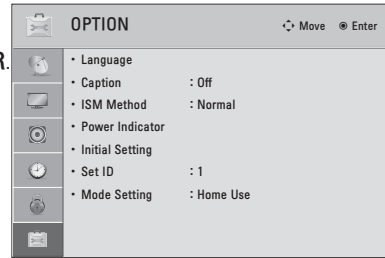 OPTION Move Enter
R.
• Language
• Caption : Off
• ISM Method : Normal
• Power Indicator
• Initial Setting
• Set ID : 1
• Mode Setting : Home Use